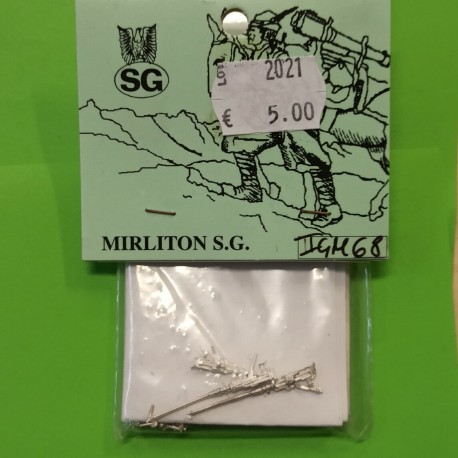 SG
2021
€ 5.00
MIRLITON S.G.
IGM68